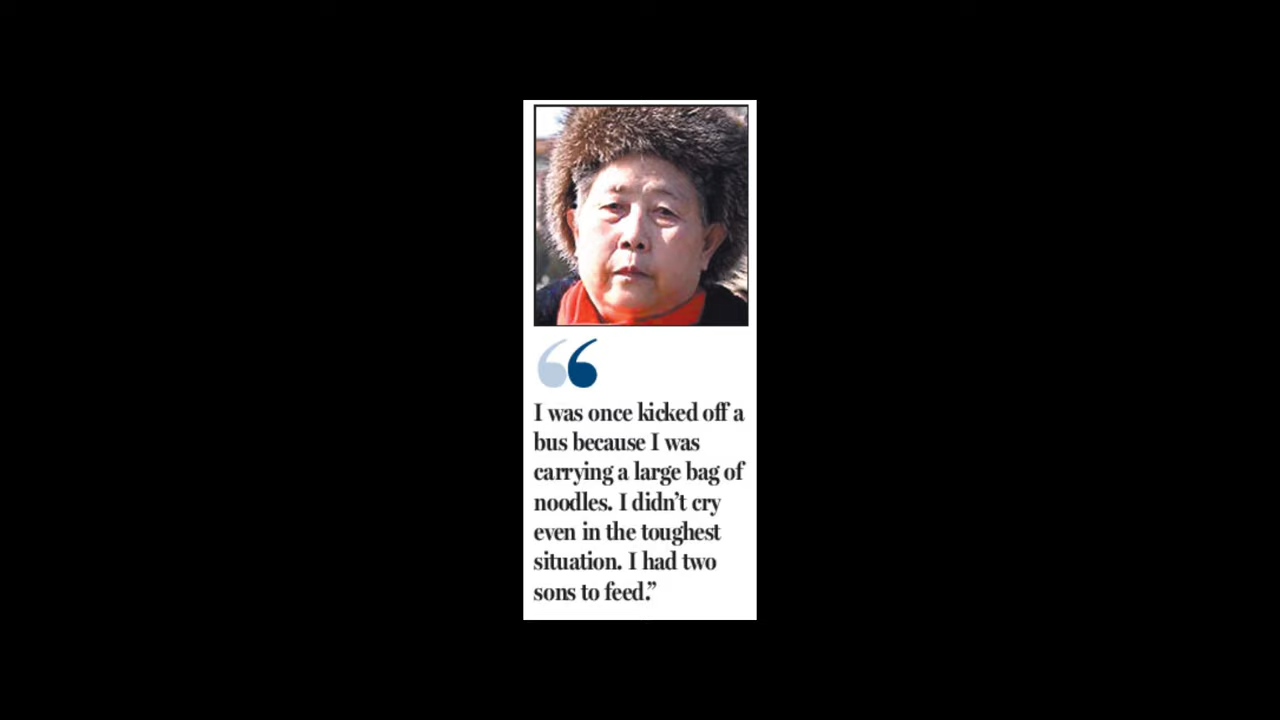 “
I was once kicked off a
bus because I was
carrying a large bag of
noodles. I didn’t cry
even in the toughest
situation. I had two
sons to feed.”